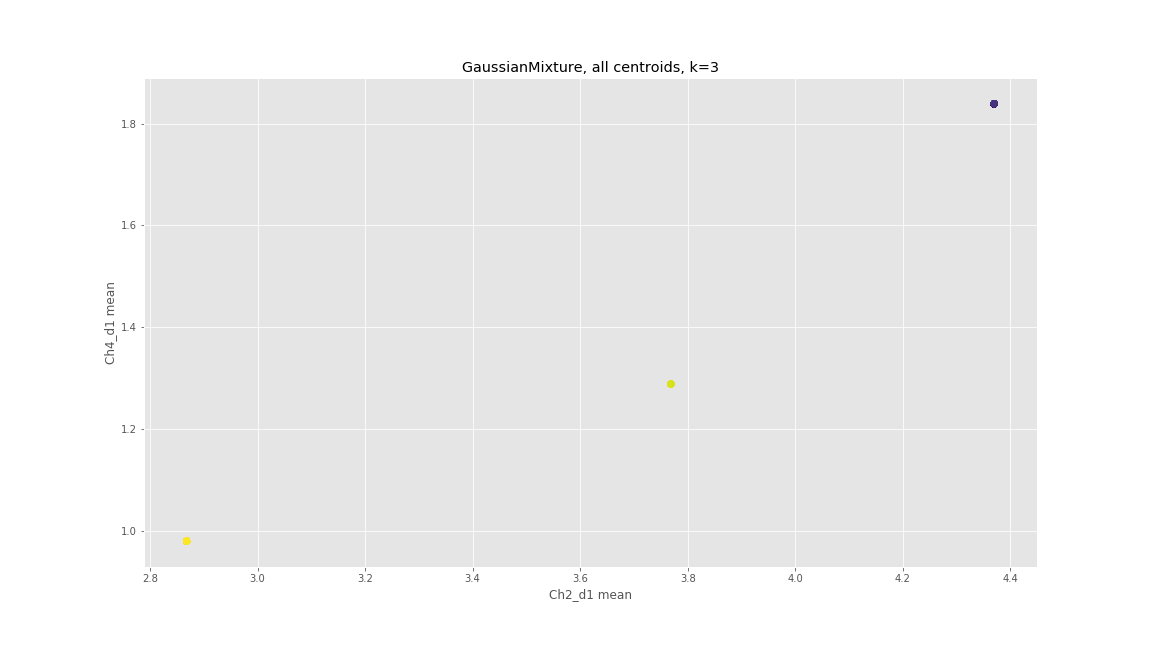 GaussianMixture, all centroids, k=3
1.8
1.6
1.4
1.2
1.0
Ch4_d1 mean
2.8 3.0 3.2 3.4 3.6 3.8 4.0 4.2 4.4
Ch2_d1 mean